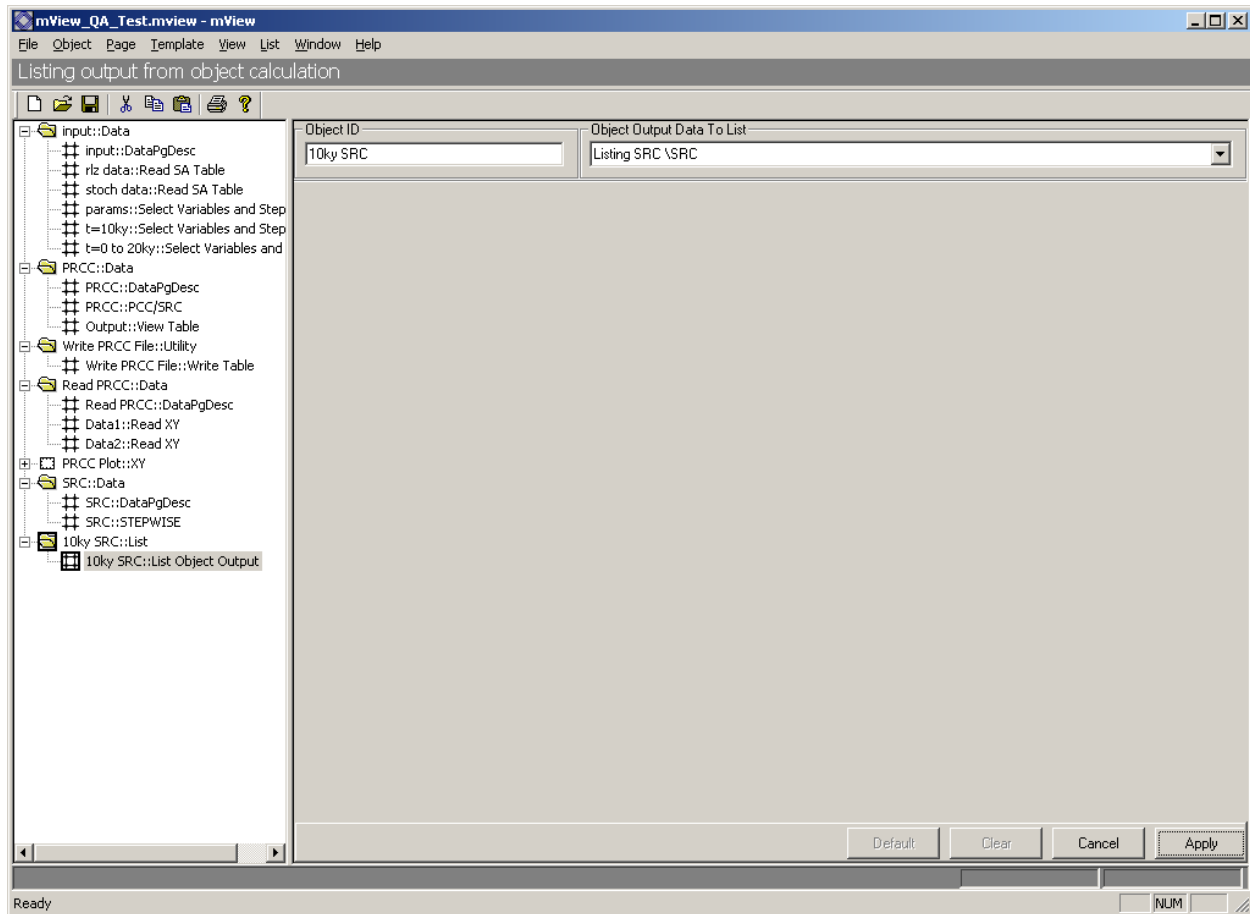 mView_QA_Test.mview - mView
File Object Page Template View List Window Help
Listing output from object calculation
input::Data
input::DataPgDesc
rlz data::Read SA Table
stoch data::Read SA Table
params::Select Variables and Step
t=10ky::Select Variables and Step
t=0 to 20ky::Select Variables and
PRCC::Data
PRCC::DataPgDesc
PRCC::PCC/SRC
Output::View Table
Write PRCC File::Utility
Write PRCC File::Write Table
Read PRCC::Data
Read PRCC::DataPgDesc
Data1::Read XY
Data2::Read XY
PRCC Plot::XY
SRC::Data
SRC::DataPgDesc
SRC::STEPWISE
10ky SRC::List
10ky SRC::List Object Output
Object ID
10ky SRC
Object Output Data To List
Listing SRC \SRC
Default Clear Cancel Apply
Ready NUM